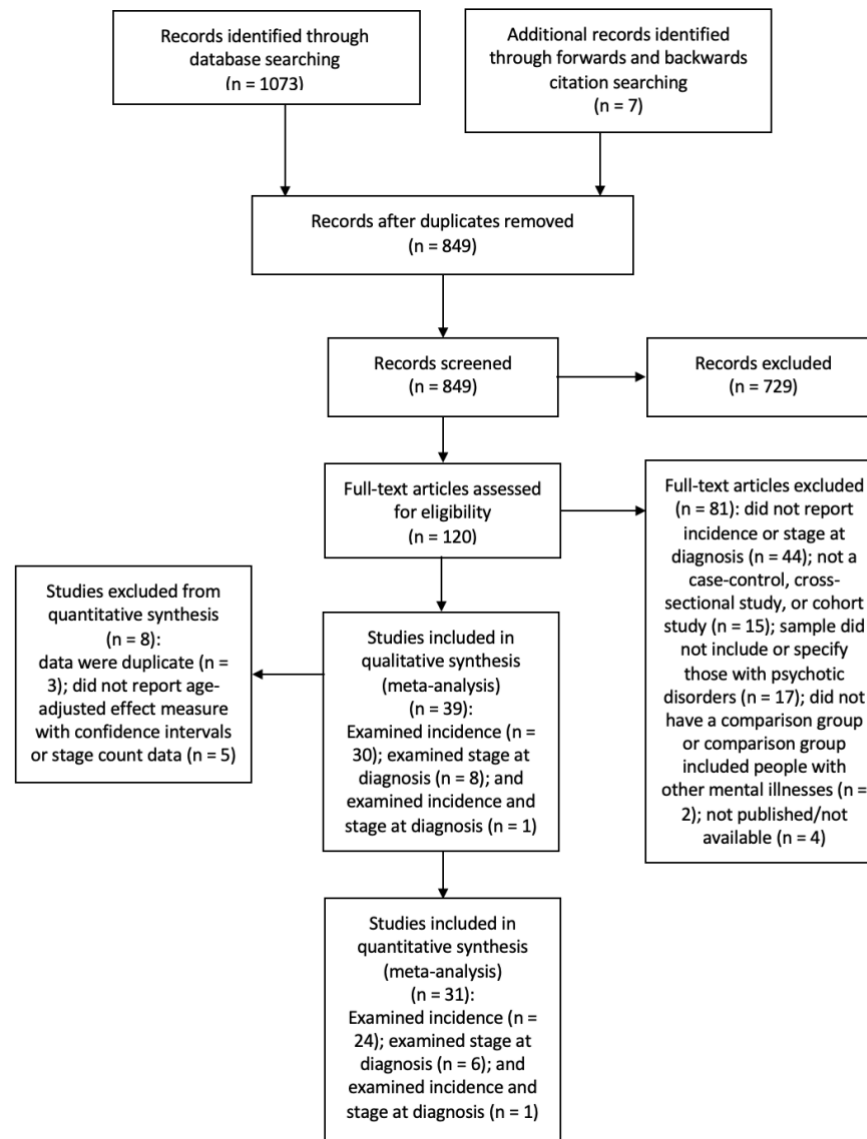 Records identified through
database searching
(n = 1073)
Additional records identified
through forwards and backwards
citation searching
(n = 7)
Records after duplicates removed
(n = 849)
Records screened
(n = 849)
Records excluded
(n = 729)
Full-text articles assessed
for eligibility
(n = 120)
Full-text articles excluded
(n = 81): did not report
incidence or stage at
diagnosis (n = 44); not a
case-control, cross-
sectional study, or cohort
study (n = 15); sample did
not include or specify
those with psychotic
disorders (n = 17); did not
have a comparison group
or comparison group
included people with
other mental illnesses (n =
2); not published/not
available (n = 4)
Studies excluded from
quantitative synthesis
(n = 8):
data were duplicate (n =
3); did not report age-
adjusted effect measure
with confidence intervals
or stage count data (n = 5)
Studies included in
qualitative synthesis
(meta-analysis)
(n = 39):
Examined incidence (n =
30); examined stage at
diagnosis (n = 8); and
examined incidence and
stage at diagnosis (n = 1)
Studies included in
quantitative synthesis
(meta-analysis)
(n = 31):
Examined incidence (n =
24); examined stage at
diagnosis (n = 6); and
examined incidence and
stage at diagnosis (n = 1)